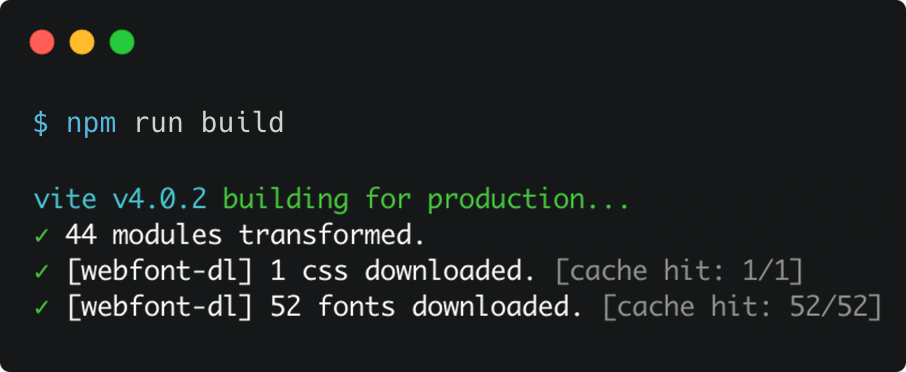 $ npm run build
vite v4.0.2 building for production...
✓ 44 modules transformed.
✓ [webfont-dl] 1 css downloaded. [cache hit: 1/1]
✓ [webfont-dl] 52 fonts downloaded. [cache hit: 52/52]